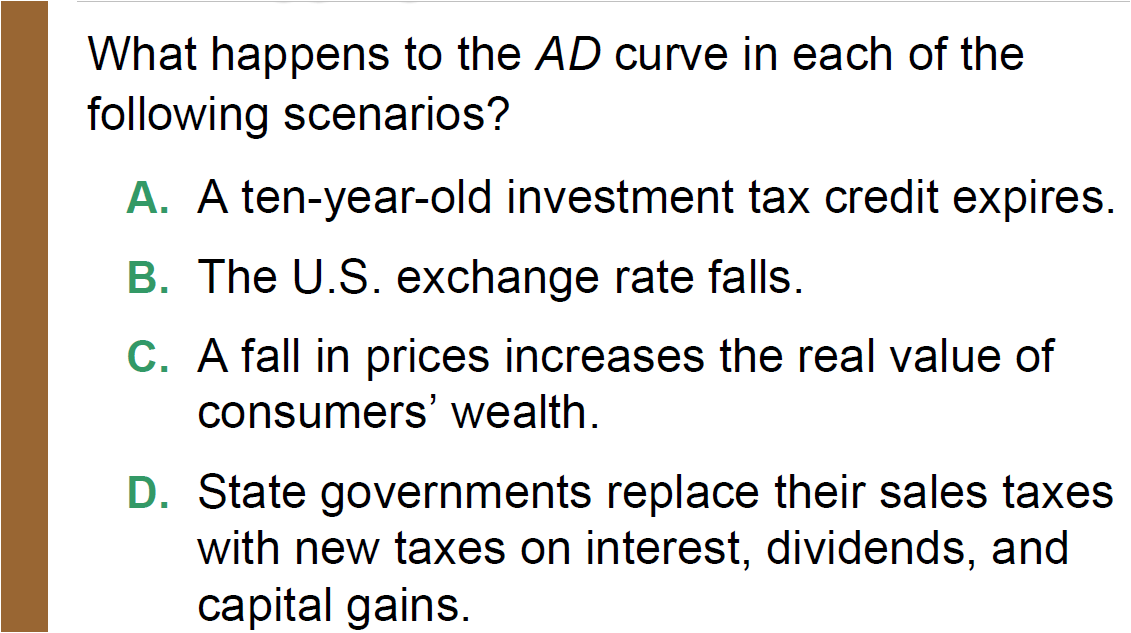 What happens to the AD curve in each of the
following scenarios?
A. A ten-year-old investment tax credit expires.
B. The U.S. exchange rate falls.
C. A fall in prices increases the real value of
consumers’ wealth.
D. State governments replace their sales taxes
with new taxes on interest, dividends, and
capital gains.